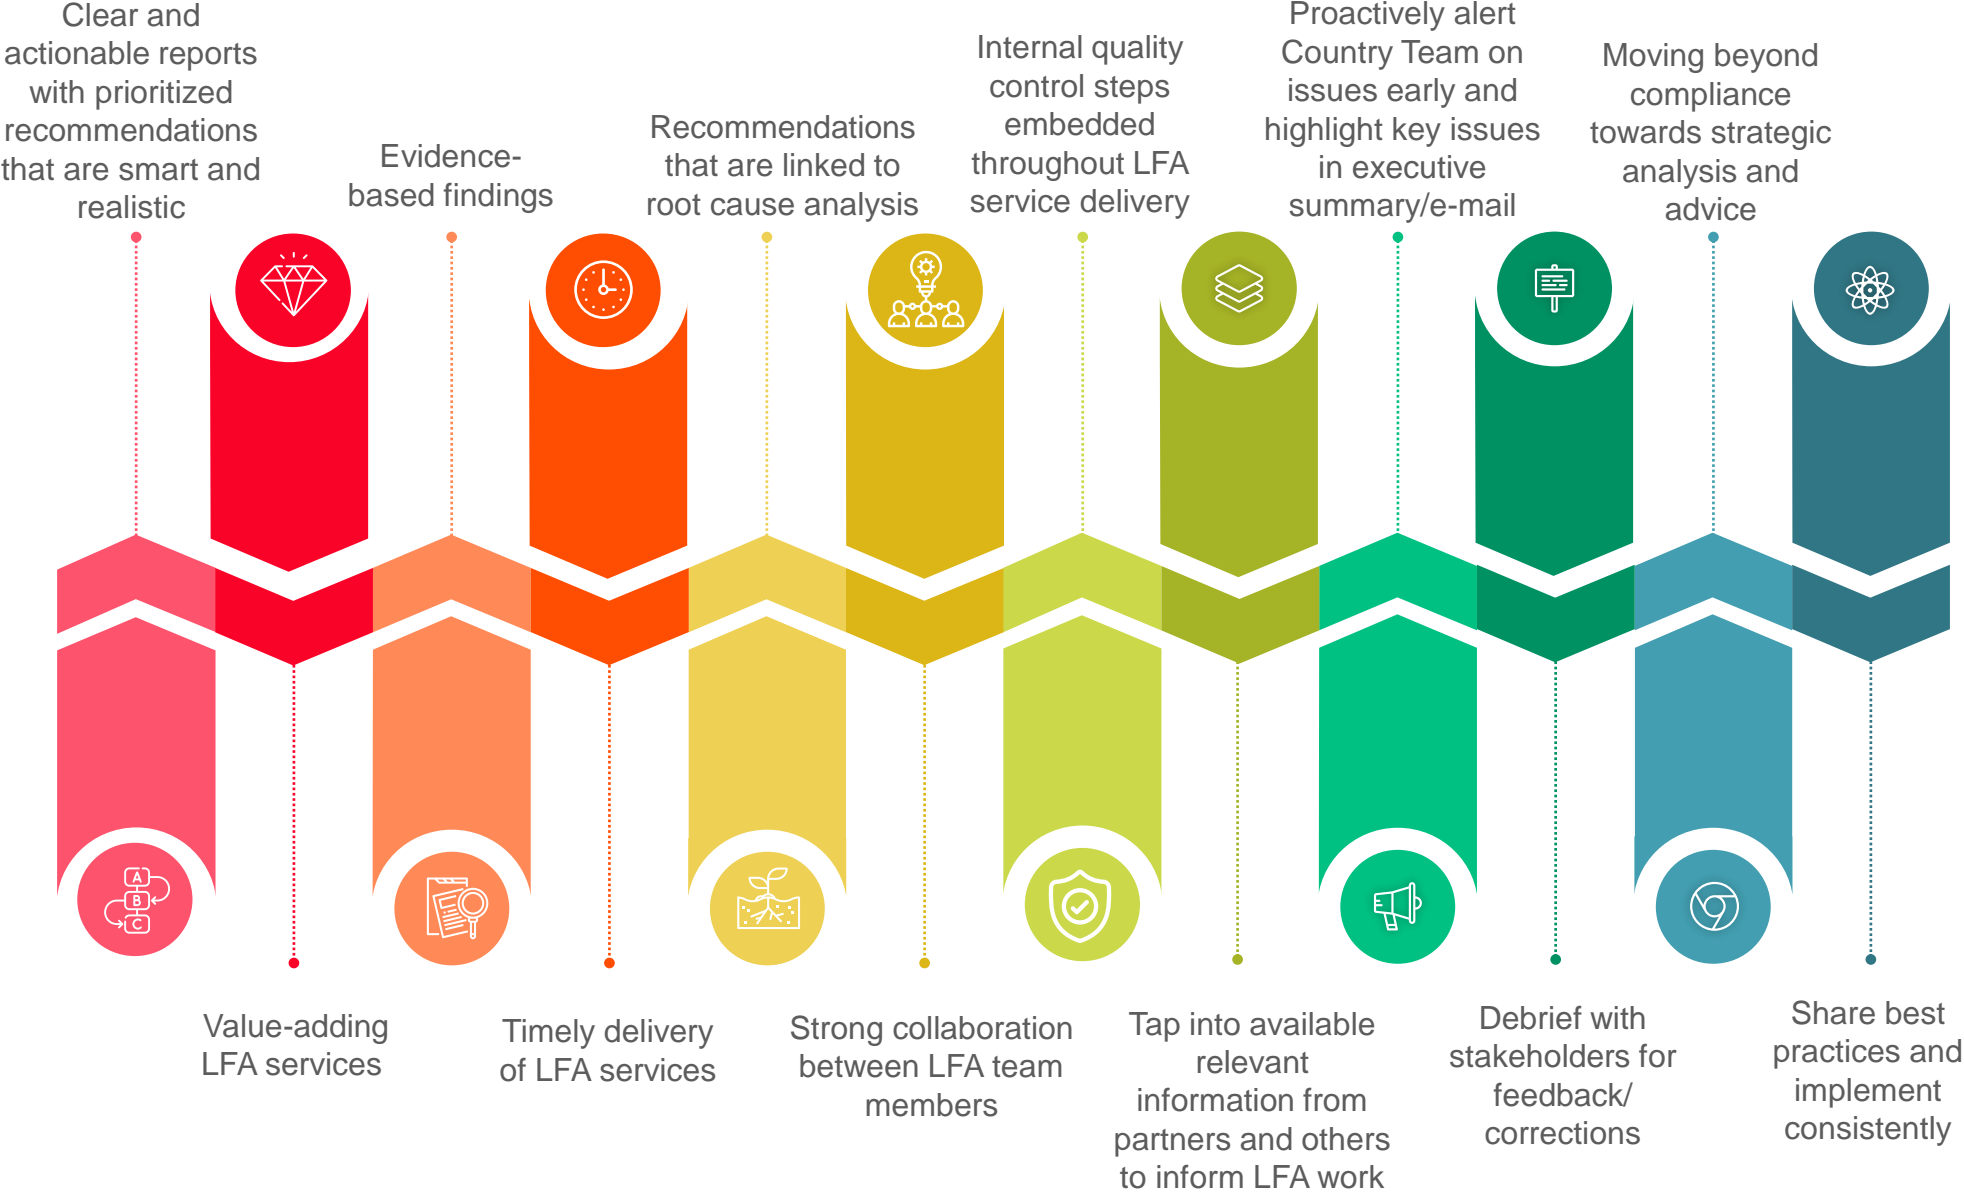 Clear and
actionable reports
with prioritized
recommendations
that are smart and
realistic
Evidence-
based findings
Recommendations
that are linked to
root cause analysis
Internal quality
control steps
embedded
throughout LFA
service delivery
Proactively alert
Country Team on
issues early and
highlight key issues
in executive
summary/e-mail
Moving beyond
compliance
towards strategic
analysis and
advice
A
B
C
Value-adding
LFA services
Timely delivery
of LFA services
Strong collaboration
between LFA team
members
Tap into available
relevant
information from
partners and others
to inform LFA work
Debrief with
stakeholders for
feedback/
corrections
Share best
practices and
implement
consistently